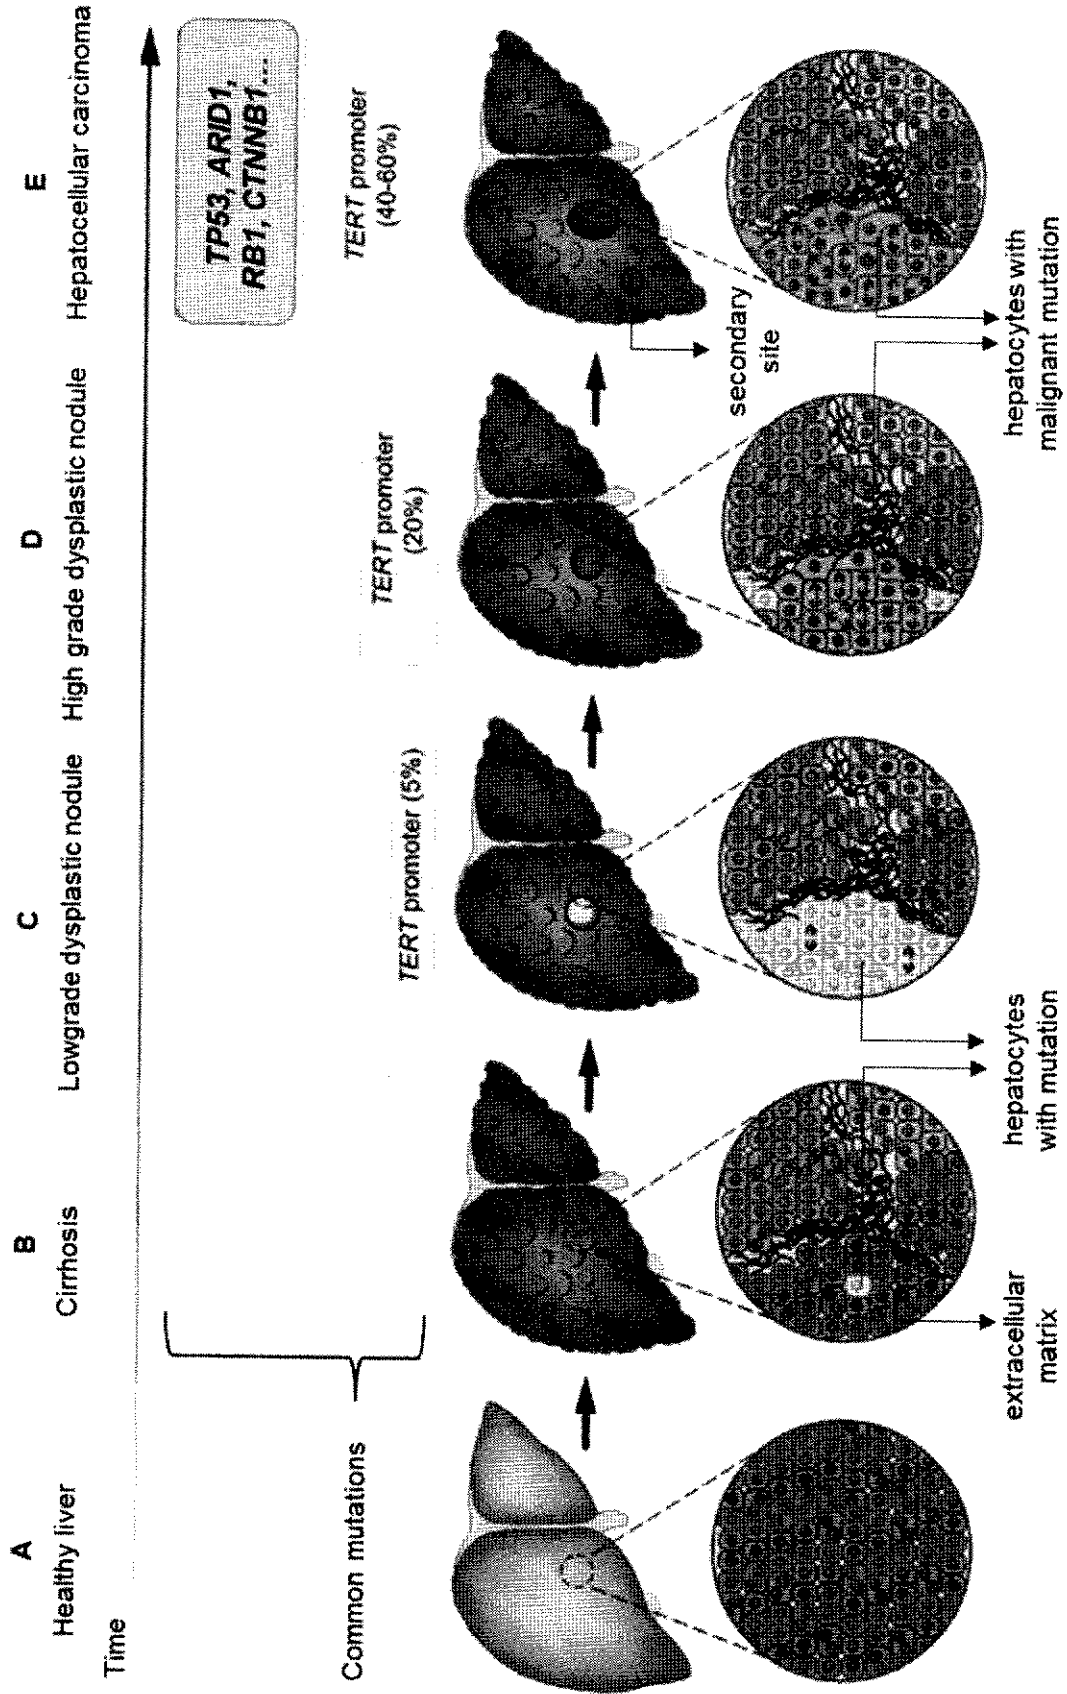 A
Healthy liver
B
Cirrhosis
C
Lowgrade dysplastic nodule
D
High grade dysplastic nodule
E
Hepatocellular carcinoma
Time
TP53, ARID1,
RB1, CTNNB1...
Common mutations
TERT promoter (5%)
TERT promoter
(20%)
TERT promoter
(40-60%)
secondary
site
extracellular
matrix
hepatocytes
with mutation
hepatocytes with
malignant mutation